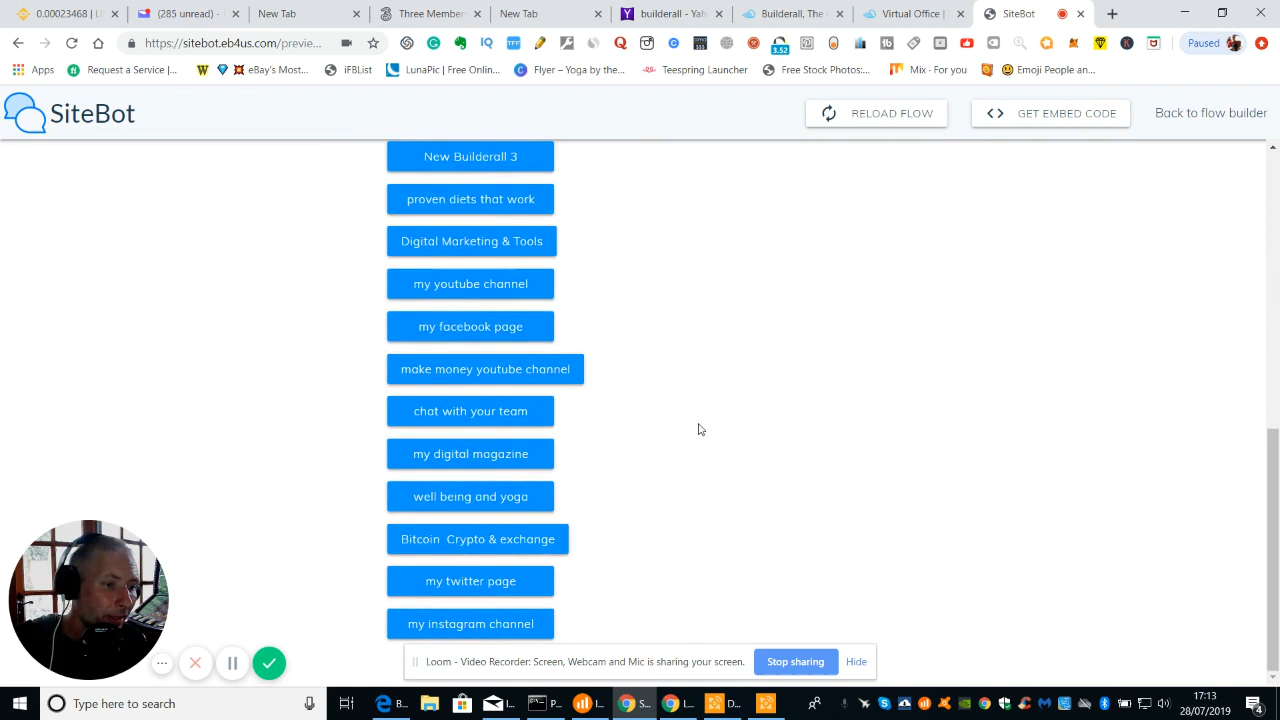 0.00023468 | L
(285 unread) -
New Tab
Three Member
New Tab
builderall - Yah
Builderall, the L
Virtual Office |
SiteBot
https://sitebot.eb4us.com/previe...
3.52
Paused
Apps
Request a Service |...
eBay's Most...
iFBList
LunaPic | Free Onlin...
Flyer – Yoga by the...
Teespring Launcher
Free Stock Photos:...
Mix · For you
Emoji People an...
SiteBot
RELOAD FLOW
GET EMBED CODE
Back to flow builder
New Builderall 3
proven diets that work
Digital Marketing & Tools
my youtube channel
my facebook page
make money youtube channel
chat with your team
my digital magazine
well being and yoga
Bitcoin Crypto & exchange
my twitter page
my instagram channel
Loom - Video Recorder: Screen, Webcam and Mic is sharing your screen.
Stop sharing
Hide
Type here to search
B...
I...
P...
I...
S...
L...
D...
17:13
28/07/2019
4